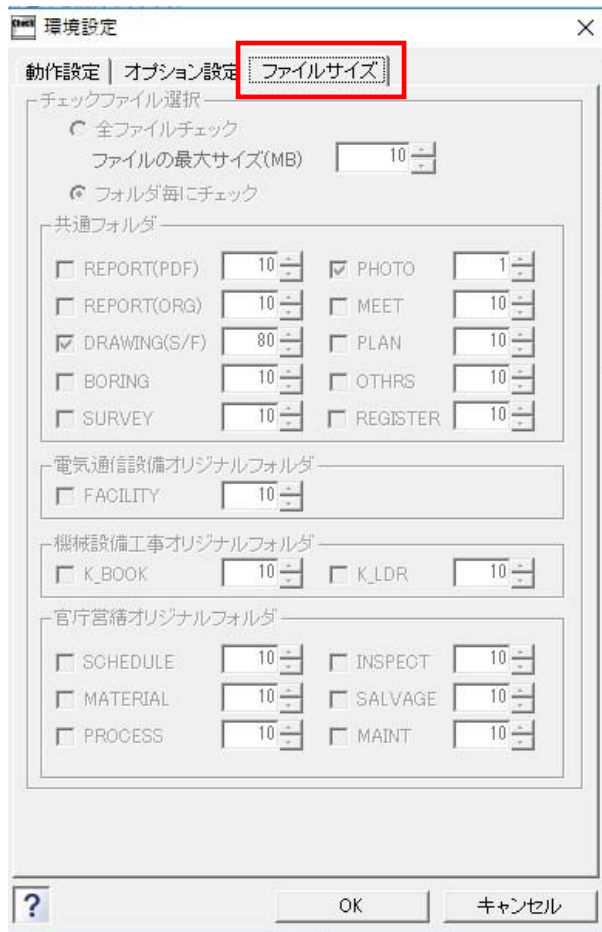 Check 環境設定
動作設定 オプション設定 ファイルサイズ
チェックファイル選択
全ファイルチェック
ファイルの最大サイズ(MB) 10
フォルダ毎にチェック
共通フォルダ
REPORT(PDF) 10 PHOTO 1
REPORT(ORG) 10 MEET 10
DRAWING(S/F) 80 PLAN 10
BORING 10 OTHRS 10
SURVEY 10 REGISTER 10
電気通信設備オリジナルフォルダ
FACILITY 10
機械設備工事オリジナルフォルダ
K_BOOK 10 K_LDR 10
官庁営繕オリジナルフォルダ
SCHEDULE 10 INSPECT 10
MATERIAL 10 SALVAGE 10
PROCESS 10 MAINT 10
? OK キャンセル